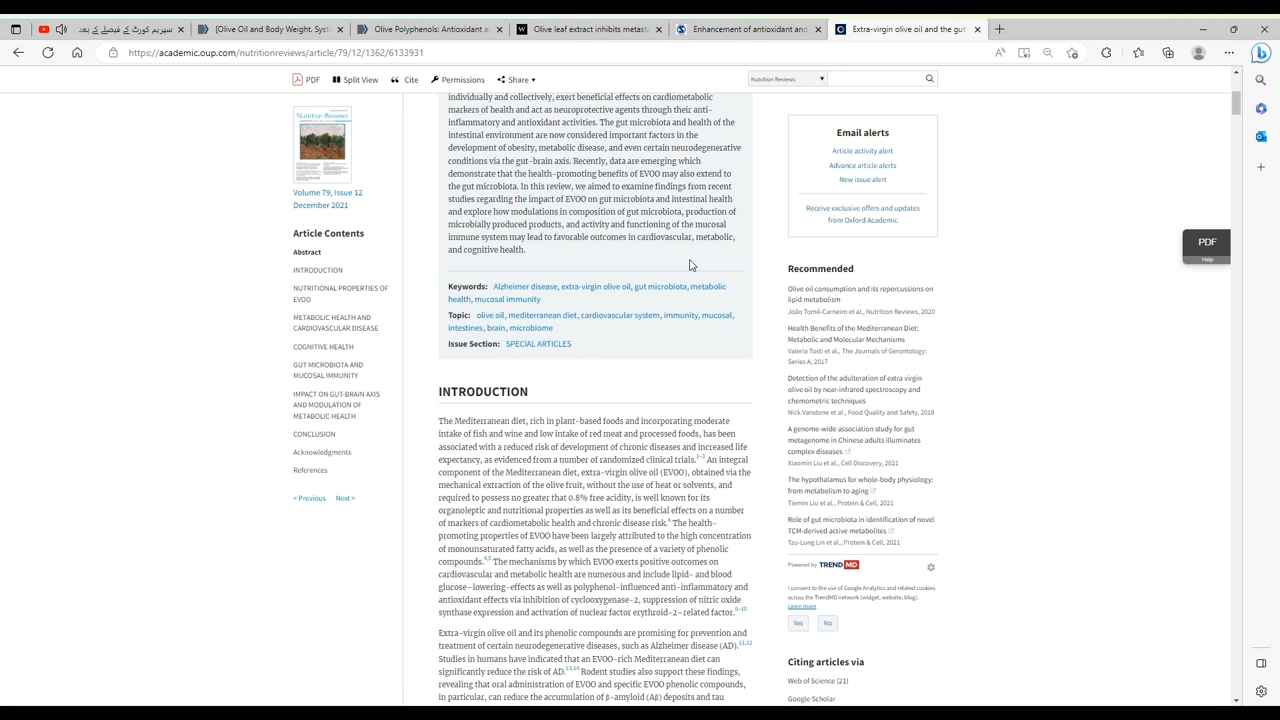 سپریم کورٹ کے فیصلے کے بعد
[Olive Oil and Body Weight. Syst
Olive Polyphenols: Antioxidant a
Olive leaf extract inhibits metast
Enhancement of antioxidant and
Extra-virgin olive oil and the gut
https://academic.oup.com/nutritionreviews/article/79/12/1362/6133931
PDF
Split View
Cite
Permissions
Share
Nutrition Reviews
Nutrition Reviews
Volume 79, Issue 12
December 2021
Article Contents
Abstract
INTRODUCTION
NUTRITIONAL PROPERTIES OF
EVOO
METABOLIC HEALTH AND
CARDIOVASCULAR DISEASE
COGNITIVE HEALTH
GUT MICROBIOTA AND
MUCOSAL IMMUNITY
IMPACT ON GUT-BRAIN AXIS
AND MODULATION OF
METABOLIC HEALTH
CONCLUSION
Acknowledgments
References
< Previous Next >
individually and collectively, exert beneficial effects on cardiometabolic
markers of health and act as neuroprotective agents through their anti-
inflammatory and antioxidant activities. The gut microbiota and health of the
intestinal environment are now considered important factors in the
development of obesity, metabolic disease, and even certain neurodegenerative
conditions via the gut-brain axis. Recently, data are emerging which
demonstrate that the health-promoting benefits of EVOO may also extend to
the gut microbiota. In this review, we aimed to examine findings from recent
studies regarding the impact of EVOO on gut microbiota and intestinal health
and explore how modulations in composition of gut microbiota, production of
microbially produced products, and activity and functioning of the mucosal
immune system may lead to favorable outcomes in cardiovascular, metabolic,
and cognitive health.
Keywords: Alzheimer disease, extra-virgin olive oil, gut microbiota, metabolic
health, mucosal immunity
Topic: olive oil, mediterranean diet, cardiovascular system, immunity, mucosal,
intestines, brain, microbiome
Issue Section: SPECIAL ARTICLES
INTRODUCTION
The Mediterranean diet, rich in plant-based foods and incorporating moderate
intake of fish and wine and low intake of red meat and processed foods, has been
associated with a reduced risk of development of chronic diseases and increased life
expectancy, as evidenced from a number of randomized clinical trials.1–3 An integral
component of the Mediterranean diet, extra-virgin olive oil (EVOO), obtained via the
mechanical extraction of the olive fruit, without the use of heat or solvents, and
required to possess no greater that 0.8% free acidity, is well known for its
organoleptic and nutritional properties as well as its beneficial effects on a number
of markers of cardiometabolic health and chronic disease risk.4 The health-
promoting properties of EVOO have been largely attributed to the high concentration
of monounsaturated fatty acids, as well as the presence of a variety of phenolic
compounds.4,5 The mechanisms by which EVOO exerts positive outcomes on
cardiovascular and metabolic health are numerous and include lipid- and blood
glucose–lowering-effects as well as polyphenol-influenced anti-inflammatory and
antioxidant effects via inhibition of cyclooxygenase-2, suppression of nitric oxide
synthase expression and activation of nuclear factor erythroid-2–related factor.6–10
Extra-virgin olive oil and its phenolic compounds are promising for prevention and
treatment of certain neurodegenerative diseases, such as Alzheimer disease (AD).11,12
Studies in humans have indicated that an EVOO-rich Mediterranean diet can
significantly reduce the risk of AD.13,14 Rodent studies also support these findings,
revealing that oral administration of EVOO and specific EVOO phenolic compounds,
in particular, can reduce the accumulation of β-amyloid (Aβ) deposits and tau
Email alerts
Article activity alert
Advance article alerts
New issue alert
Receive exclusive offers and updates
from Oxford Academic
Recommended
Olive oil consumption and its repercussions on
lipid metabolism
João Tomé-Carneiro et al., Nutrition Reviews, 2020
Health Benefits of the Mediterranean Diet:
Metabolic and Molecular Mechanisms
Valeria Tosti et al., The Journals of Gerontology:
Series A, 2017
Detection of the adulteration of extra virgin
olive oil by near-infrared spectroscopy and
chemometric techniques
Nick Vanstone et al., Food Quality and Safety, 2018
A genome-wide association study for gut
metagenome in Chinese adults illuminates
complex diseases
Xiaomin Liu et al., Cell Discovery, 2021
The hypothalamus for whole-body physiology:
from metabolism to aging
Tiemin Liu et al., Protein & Cell, 2021
Role of gut microbiota in identification of novel
TCM-derived active metabolites
Tzu-Lung Lin et al., Protein & Cell, 2021
Powered by TREND MD
I consent to the use of Google Analytics and related cookies
across the TrendMD network (widget, website, blog).
Learn more
Yes No
Citing articles via
Web of Science (21)
Google Scholar
PDF
Help